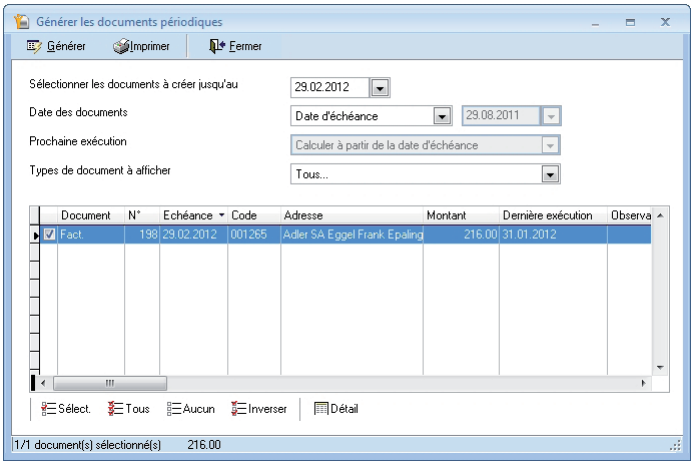 Générer les documents périodiques
Générer Imprimer Fermer
Sélectionner les documents à créer jusqu'au 29.02.2012
Date des documents Date d'échéance 29.08.2011
Prochaine exécution Calculer à partir de la date d'échéance
Types de document à afficher Tous...
Document N° Echéance Code Adresse Montant Dernière exécution Observa
Fact. 198 29.02.2012 001265 Adler SA Eggel Frank Epaling 216.00 31.01.2012
Sélect. Tous Aucun Inverser Détail
1/1 document(s) sélectionné(s) 216.00